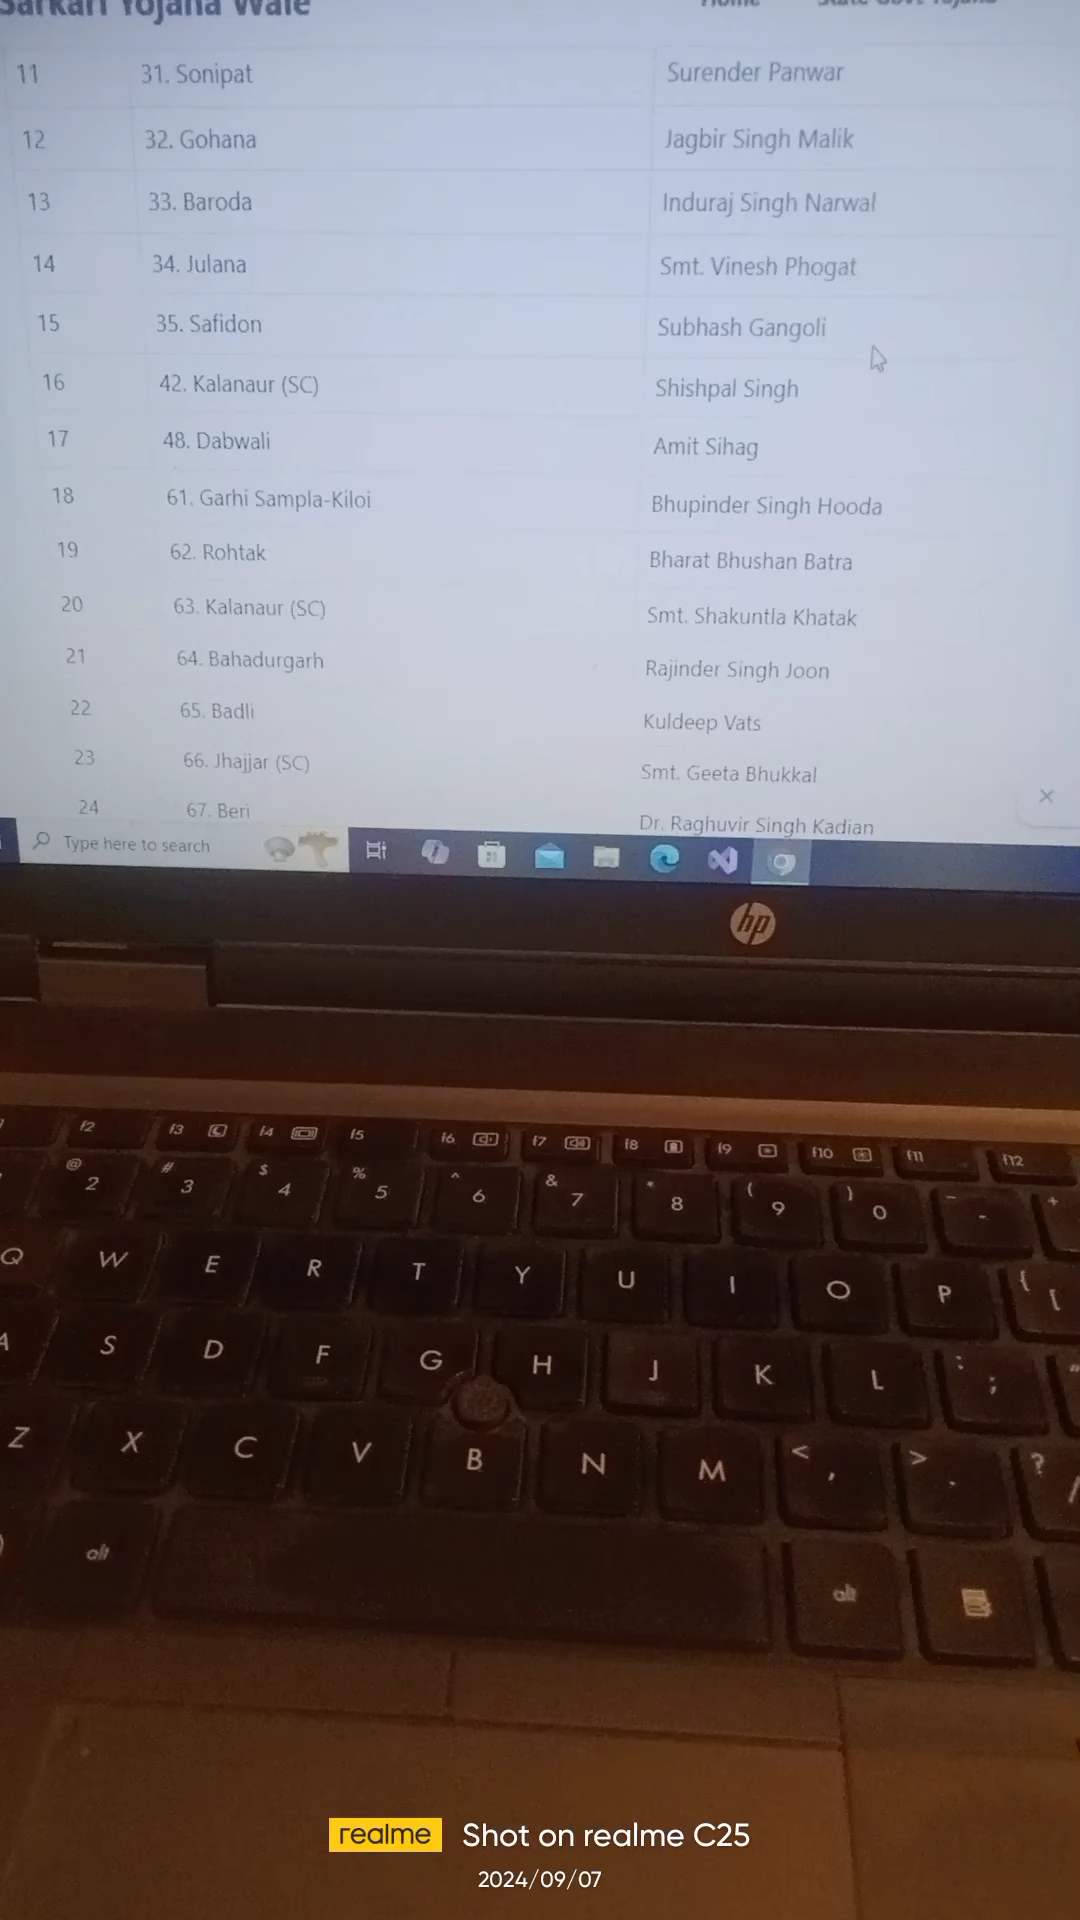 Sarkari Yojana Wale Home State Govt Yojana
11 31. Sonipat Surender Panwar
12 32. Gohana Jagbir Singh Malik
13 33. Baroda Induraj Singh Narwal
14 34. Julana Smt. Vinesh Phogat
15 35. Safidon Subhash Gangoli
16 42. Kalanaur (SC) Shishpal Singh
17 48. Dabwali Amit Sihag
18 61. Garhi Sampla-Kiloi Bhupinder Singh Hooda
19 62. Rohtak Bharat Bhushan Batra
20 63. Kalanaur (SC) Smt. Shakuntla Khatak
21 64. Bahadurgarh Rajinder Singh Joon
22 65. Badli Kuldeep Vats
23 66. Jhajjar (SC) Smt. Geeta Bhukkal
24 67. Beri Dr. Raghuvir Singh Kadian
Type here to search
hp
f2 f3 f4 f5 f6 f7 f8 f9 f10 f11 f12
@ 2 # 3 $ 4 % 5 ^ 6 & 7 * 8 ( 9 ) 0 _ - +
Q W E R T Y U I O P { [
A S D F G H J K L : ; "
Z X C V B N M < , > . ? /
alt alt
realme Shot on realme C25
2024/09/07